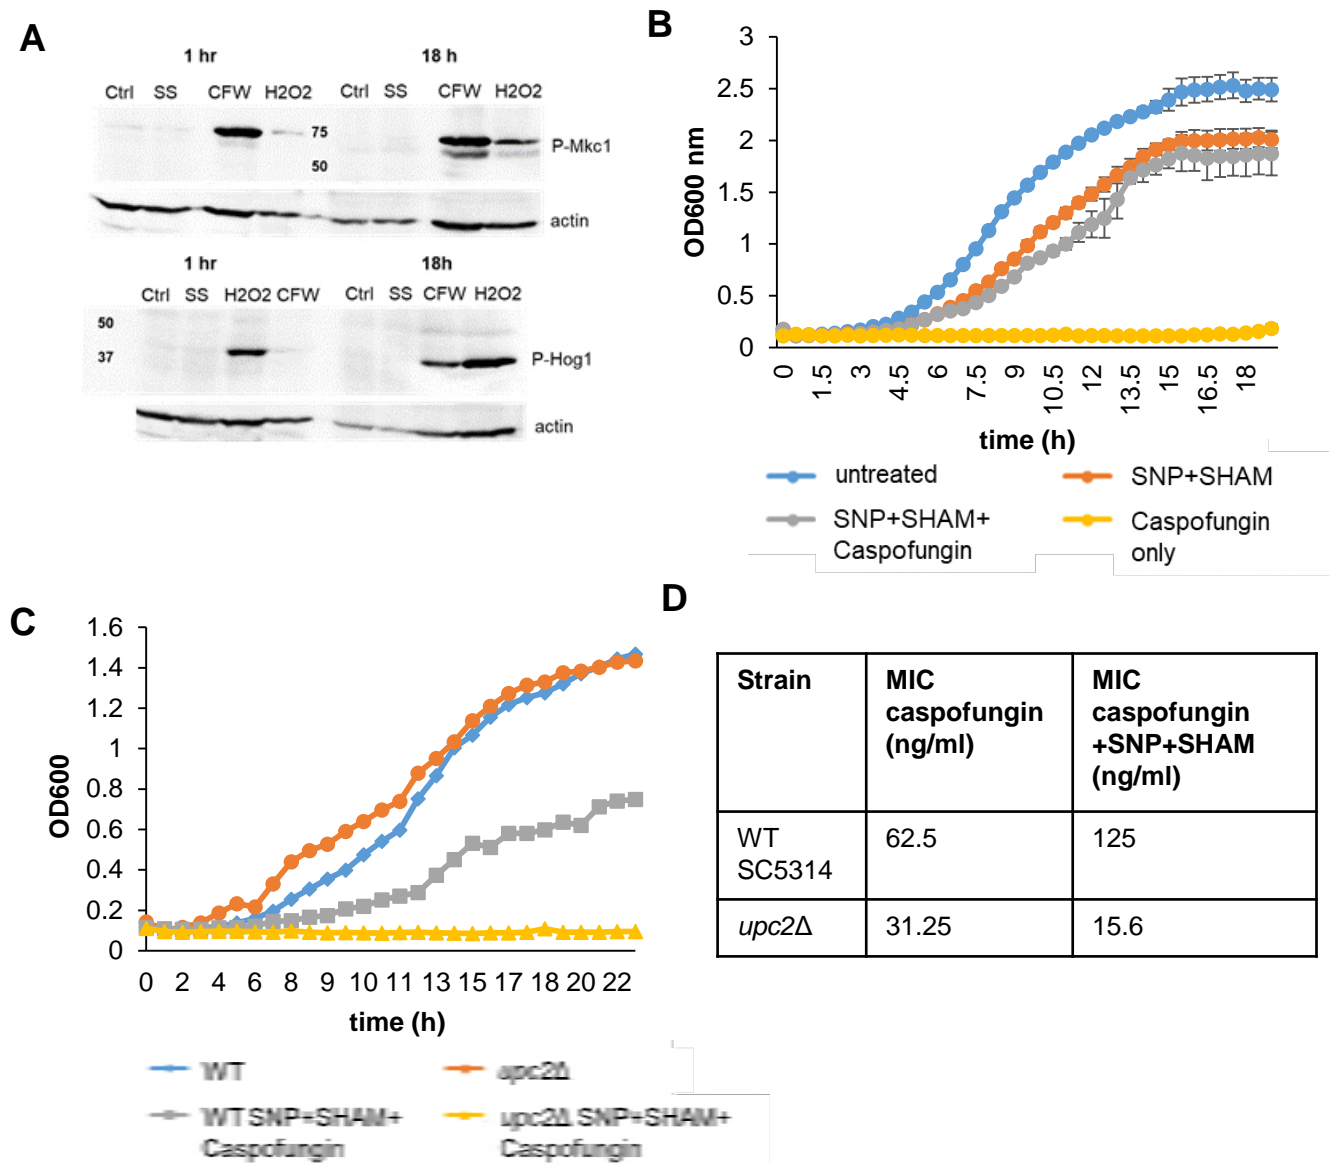 A
1 hr
18 h
Ctrl SS CFW H2O2 Ctrl SS CFW H2O2
75
P-Mkc1
50
actin
1 hr
18h
Ctrl SS H2O2 CFW Ctrl SS CFW H2O2
50
37
P-Hog1
actin
B
3
2.5
2
1.5
1
0.5
0
OD600 nm
0 1.5 3 4.5 6 7.5 9 10.5 12 13.5 15 16.5 18
time (h)
untreated
SNP+SHAM
SNP+SHAM+
Caspofungin
Caspofungin
only
C
1.6
1.4
1.2
1
0.8
0.6
0.4
0.2
0
OD600
0 2 4 6 8 9 10 11 13 15 17 18 20 22
time (h)
WT
upc2Δ
WT SNP+SHAM+
Caspofungin
upc2Δ SNP+SHAM+
Caspofungin
D
Strain
MIC
caspofungin
(ng/ml)
MIC
caspofungin
+SNP+SHAM
(ng/ml)
WT
SC5314
62.5
125
upc2Δ
31.25
15.6